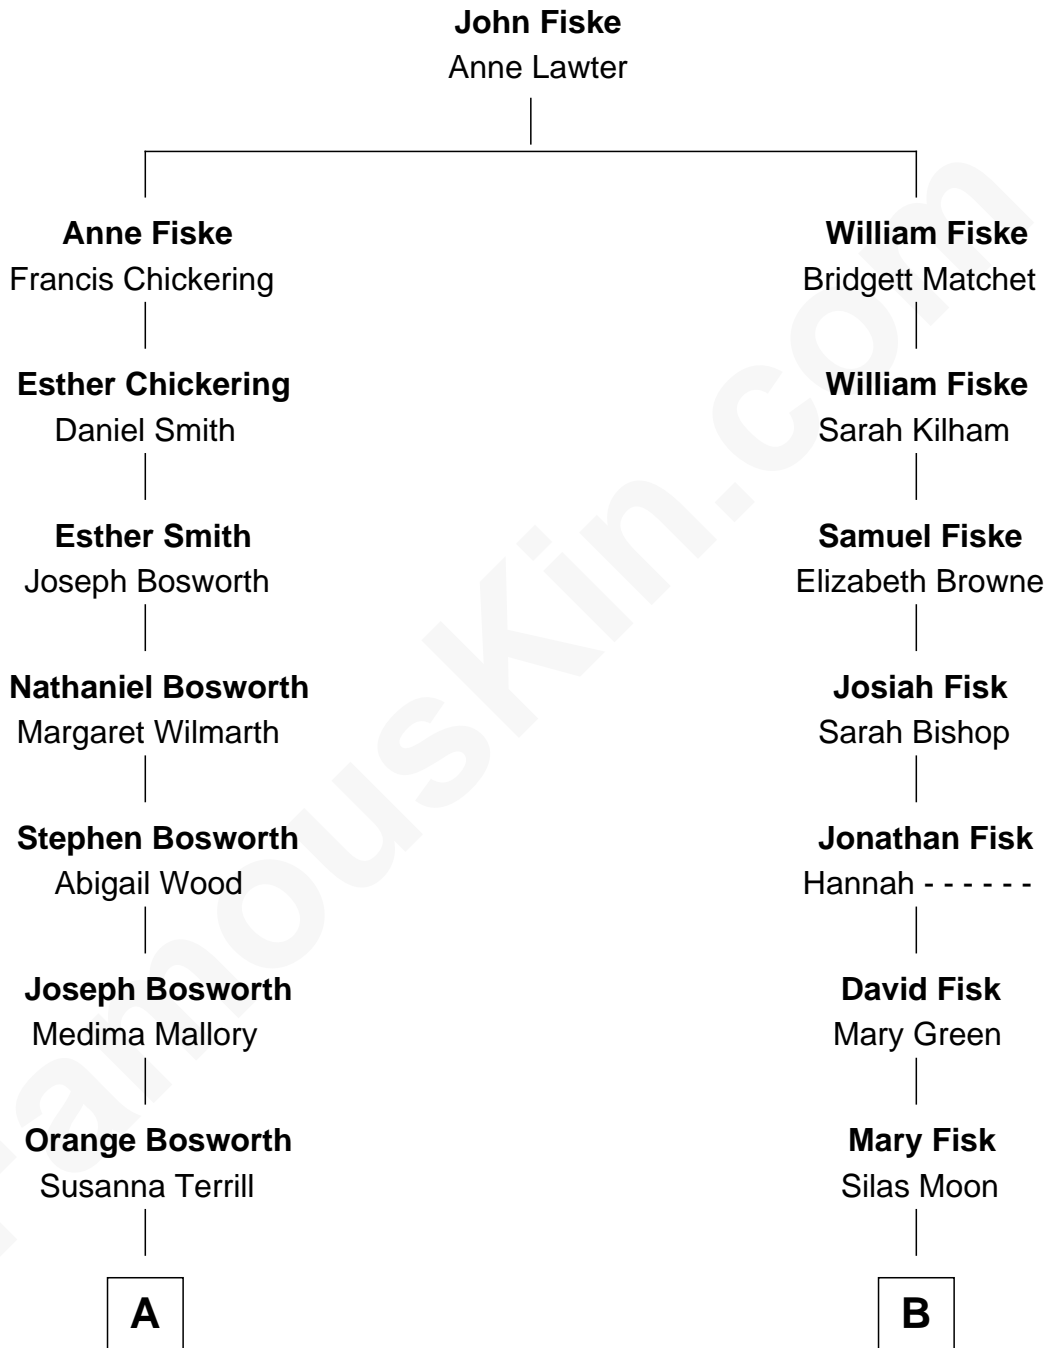 John Fiske
Anne Lawter
Anne Fiske
Francis Chickering
William Fiske
Bridgett Matchet
Esther Chickering
Daniel Smith
William Fiske
Sarah Kilham
Esther Smith
Joseph Bosworth
Samuel Fiske
Elizabeth Browne
Nathaniel Bosworth
Margaret Wilmarth
Josiah Fisk
Sarah Bishop
Stephen Bosworth
Abigail Wood
Jonathan Fisk
Hannah - - - - - -
Joseph Bosworth
Medima Mallory
David Fisk
Mary Green
Orange Bosworth
Susanna Terrill
Mary Fisk
Silas Moon
A
B
FamousKin.com